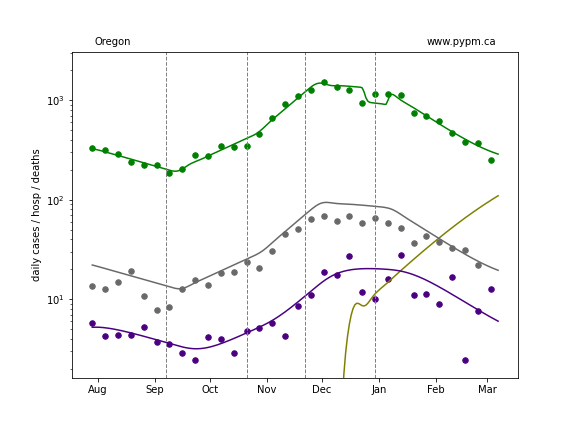 Oregon
www.pypm.ca
daily cases / hosp / deaths
10³
10²
10¹
Aug Sep Oct Nov Dec Jan Feb Mar